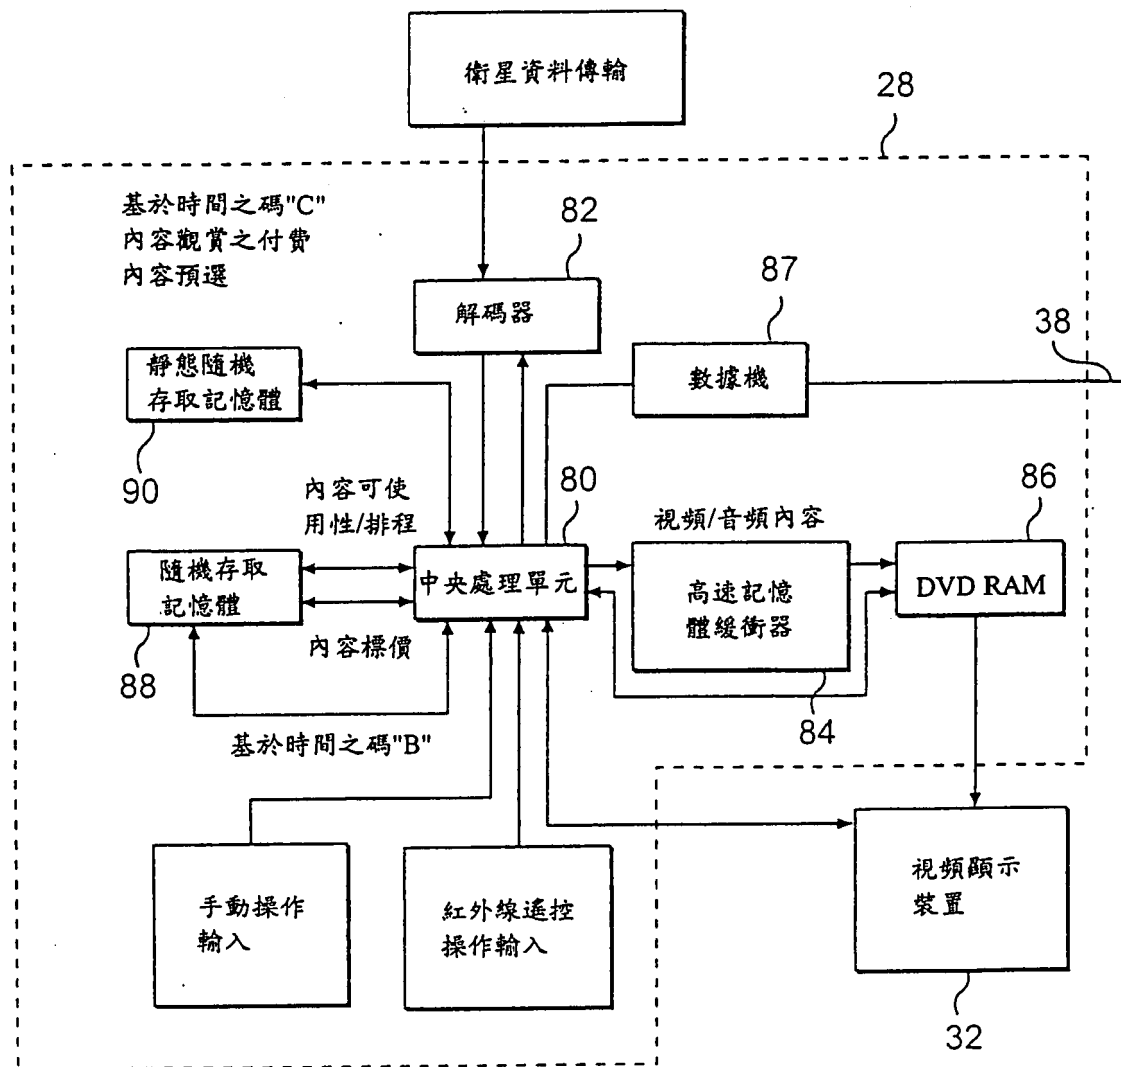 衛星資料傳輸
28
基於時間之碼"C"
內容觀賞之付費
內容預選
82
解碼器
87
數據機
38
靜態隨機
存取記憶體
90
內容可使
用性/排程
80
視頻/音頻內容
86
隨機存取
記憶體
中央處理單元
高速記憶
體緩衝器
DVD RAM
88
內容標價
84
基於時間之碼"B"
手動操作
輸入
紅外線遙控
操作輸入
視頻顯示
裝置
32